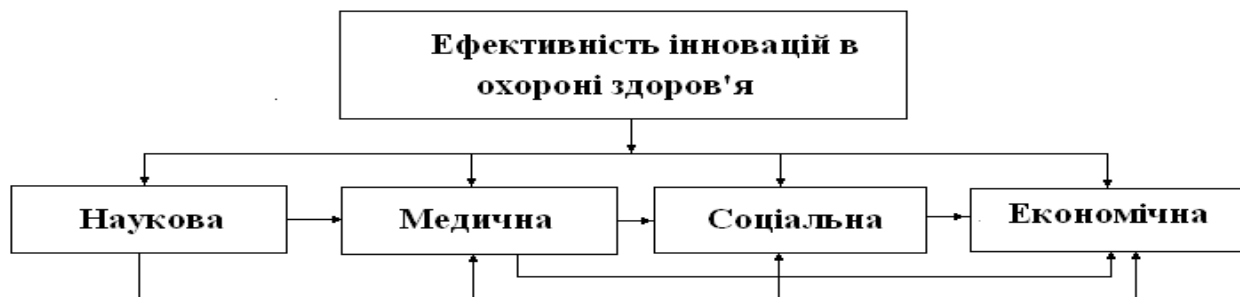 Ефективність інновацій в
охороні здоров'я
Наукова
Медична
Соціальна
Економічна